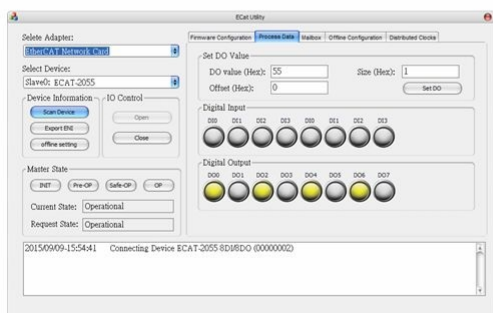 ECat Utility
Selete Adapter:
EtherCAT Network Card
Select Device:
Slave0: ECAT-2055
Device Information
Scan Device
Export ENI
offline setting
IO Control
Open
Close
Master State
INIT Pre-OP Safe-OP OP
Current State: Operational
Request State: Operational
Firmware Configuration Process Data Mailbox Offline Configuration Distributed Clocks
Set DO Value
DO value (Hex): 55 Size (Hex): 1
Offset (Hex): 0 Set DO
Digital Input
DI0 DI1 DI2 DI3 DI0 DI1 DI2 DI3
Digital Output
DO0 DO1 DO2 DO3 DO4 DO5 DO6 DO7
2015/09/09-15:54:41 Connecting Device ECAT-2055 8DI/8DO (00000002)